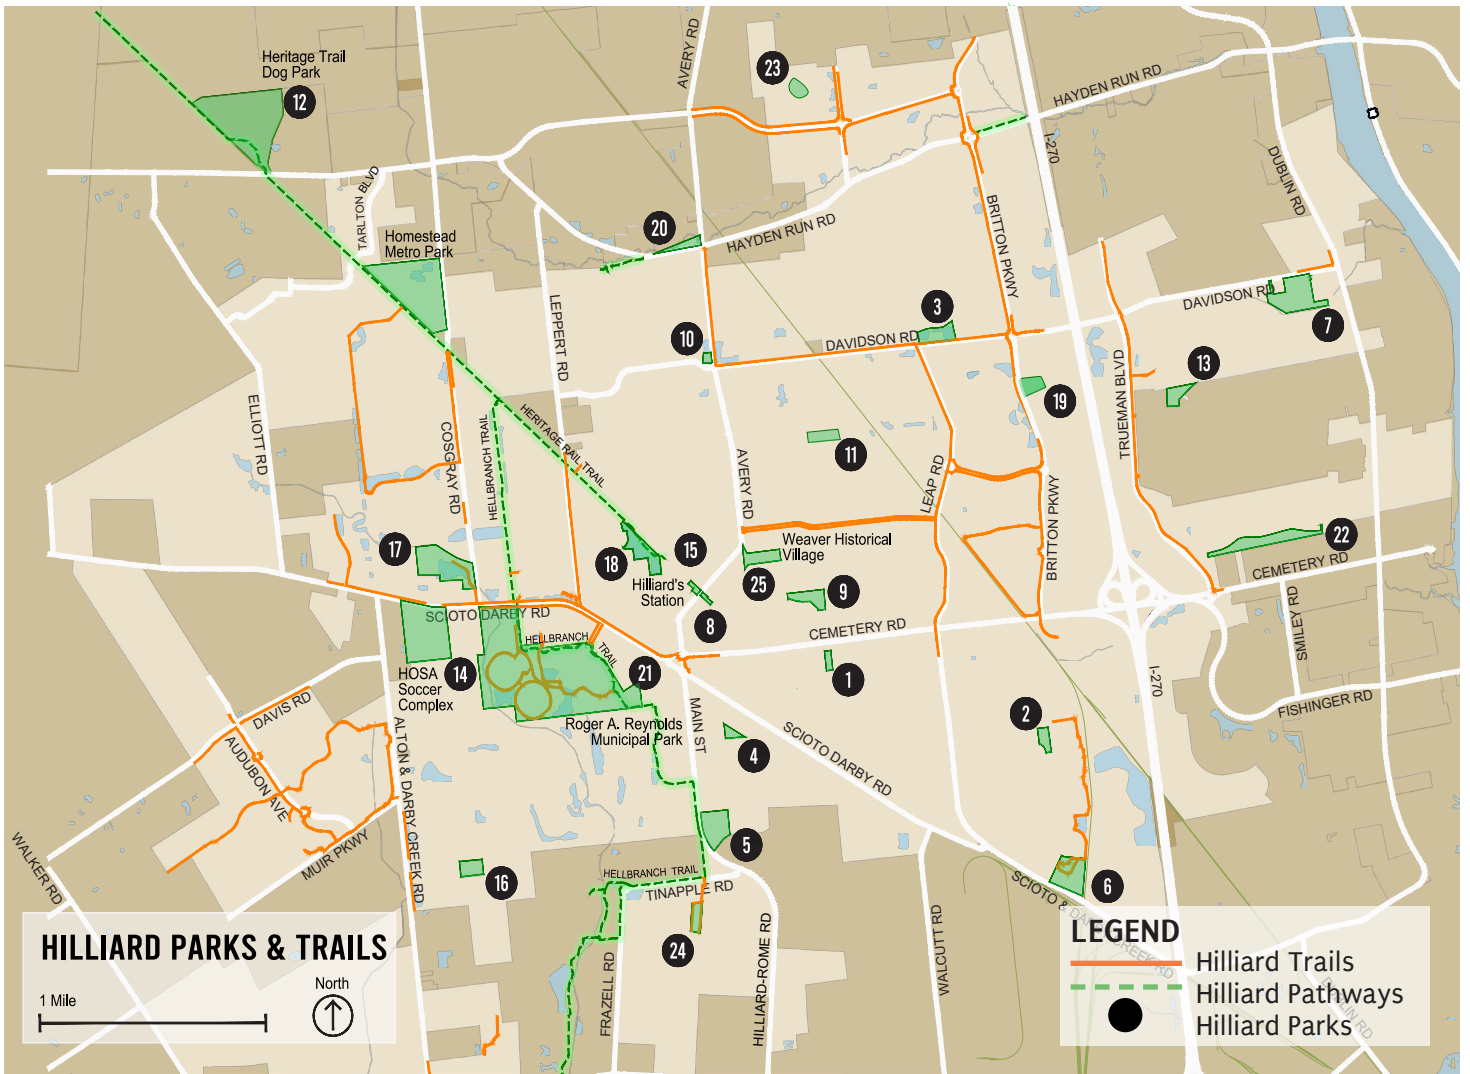 AVERY RD
23
Heritage Trail
Dog Park
12
HAYDEN RUN RD
I-270
DUBLIN RD
TARLTON BLVD
20
HAYDEN RUN RD
BRITTON PKWY
Homestead
Metro Park
LEPPERT RD
3
DAVIDSON RD
7
10
DAVIDSON RD
13
19
TRUEMAN BLVD
ELLIOTT RD
COSGRAY RD
HELLBRANCH TRAIL
HERITAGE RAIL TRAIL
11
AVERY RD
LEAP RD
BRITTON PKWY
17
18
15
Weaver Historical
Village
22
CEMETERY RD
Hilliard's
Station
25
9
8
SMILEY RD
SCIOTO DARBY RD
CEMETERY RD
HELLBRANCH
TRAIL
HOSA
Soccer
Complex
14
21
1
I-270
FISHINGER RD
DAVIS RD
Roger A. Reynolds
Municipal Park
MAIN ST
2
4
SCIOTO DARBY RD
AUDUBON AVE
ALTON & DARBY CREEK RD
5
MUIR PKWY
WALKER RD
16
HELLBRANCH TRAIL
TINAPPLE RD
6
SCIOTO & DARBY CREEK RD
24
FRAZELL RD
HILLIARD-ROME RD
WALCUTT RD
DUBLIN RD
HILLIARD PARKS & TRAILS
1 Mile
North
LEGEND
Hilliard Trails
Hilliard Pathways
Hilliard Parks